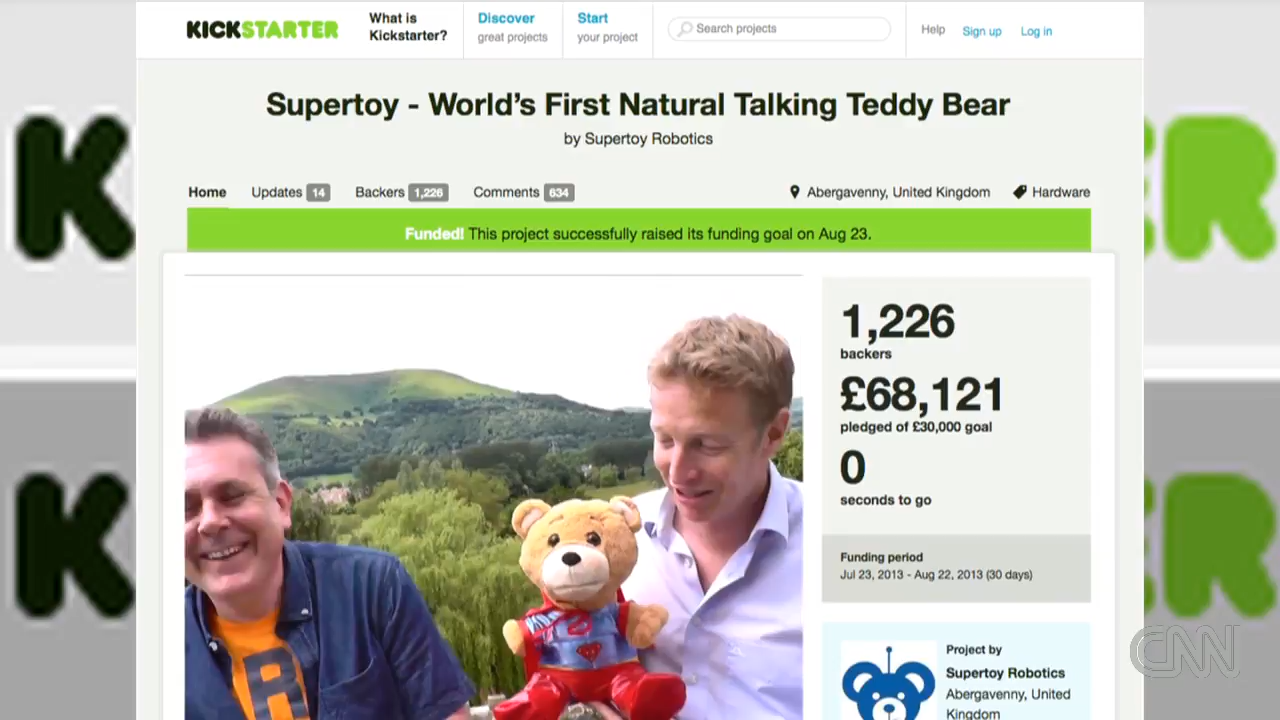 KICKSTARTER
What is
Kickstarter?
Discover
great projects
Start
your project
Search projects
Help
Sign up
Log in
Supertoy - World's First Natural Talking Teddy Bear
by Supertoy Robotics
Home
Updates 14
Backers 1,226
Comments 634
Abergavenny, United Kingdom
Hardware
Funded! This project successfully raised its funding goal on Aug 23.
1,226
backers
£68,121
pledged of £30,000 goal
0
seconds to go
Funding period
Jul 23, 2013 - Aug 22, 2013 (30 days)
Project by
Supertoy Robotics
Abergavenny, United
Kingdom
R
CNN
K
ER
K
ER